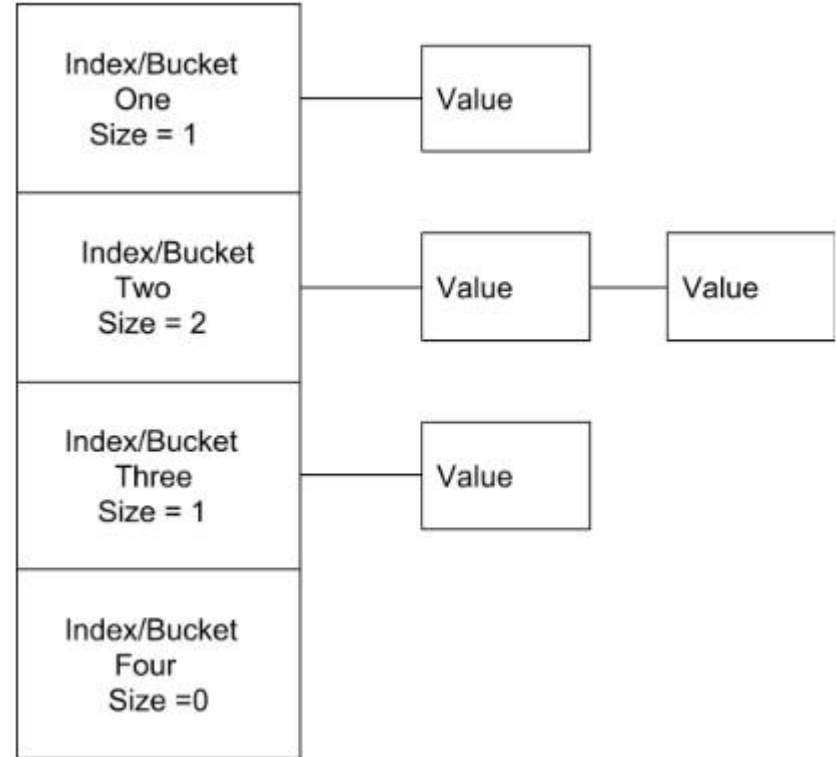 Index/Bucket
One
Size = 1
Value
Index/Bucket
Two
Size = 2
Value
Value
Index/Bucket
Three
Size = 1
Value
Index/Bucket
Four
Size =0